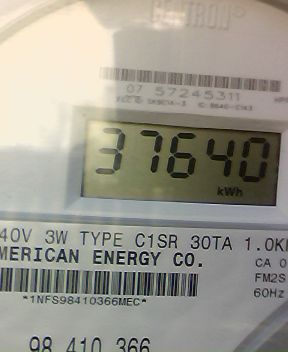 CENTRON®
07 57245311
37640
kWh
40V 3W TYPE C1SR 30TA 1.0K
MERICAN ENERGY CO.
CA 0
FM2S
60Hz
*1NFS98410366MEC*
98 410 366